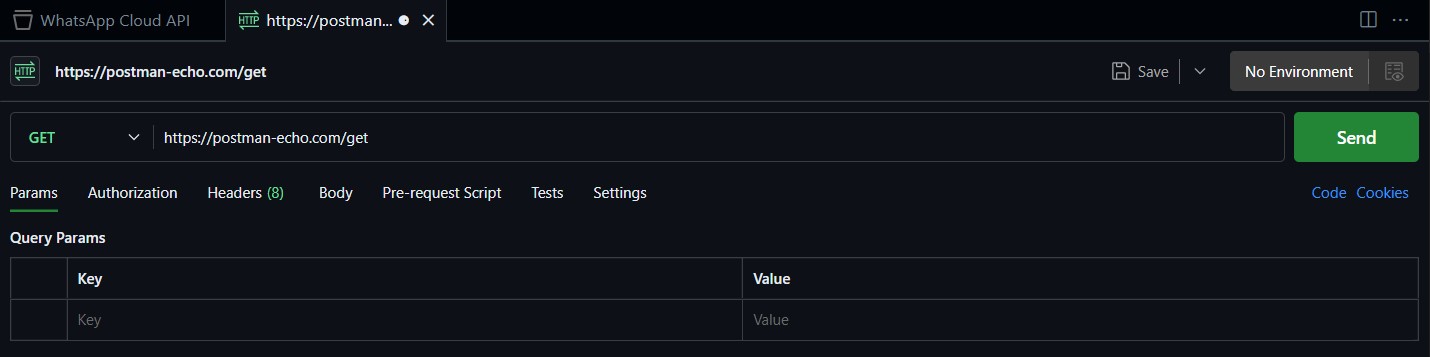 WhatsApp Cloud API HTTP https://postman... ...
HTTP https://postman-echo.com/get Save No Environment
GET https://postman-echo.com/get Send
Params Authorization Headers (8) Body Pre-request Script Tests Settings Code Cookies
Query Params
Key Value
Key Value